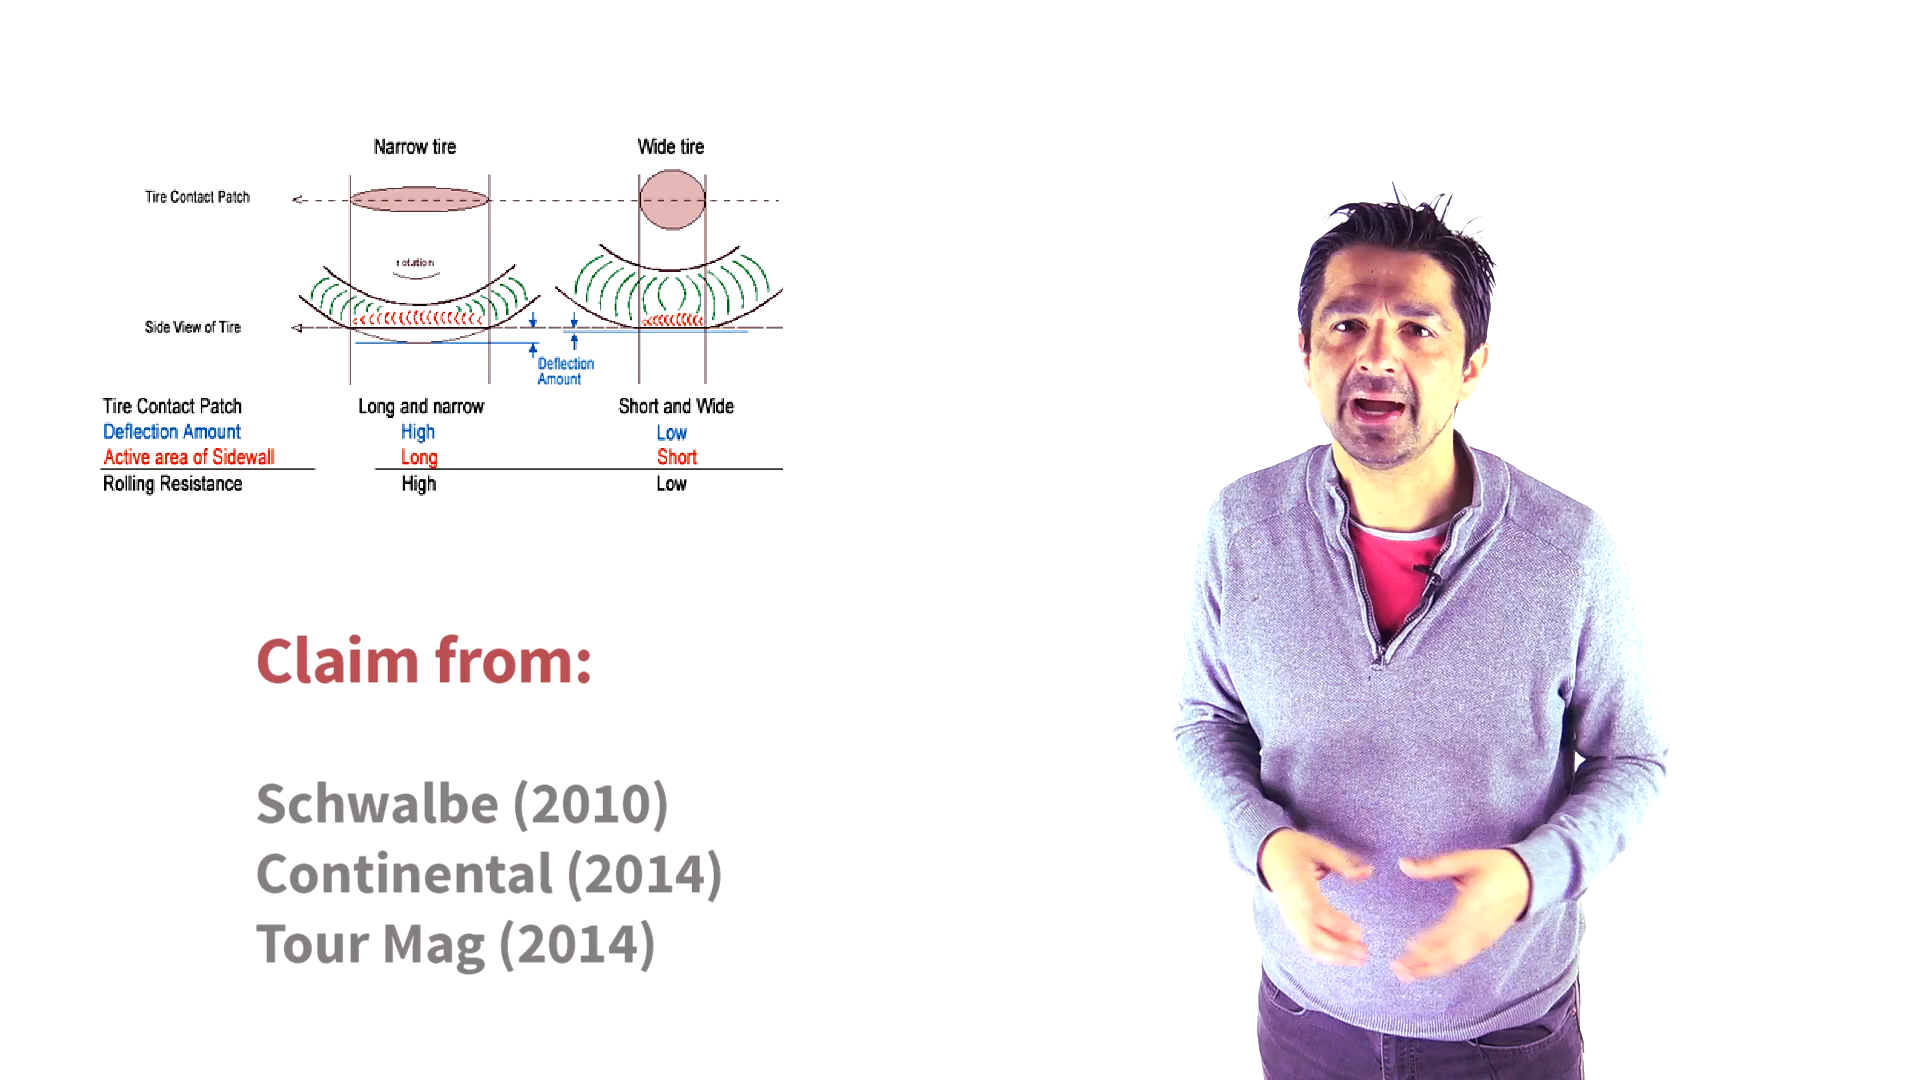 Narrow tire Wide tire
Tire Contact Patch
rotation
Side View of Tire
Deflection
Amount
Tire Contact Patch Long and narrow Short and Wide
Deflection Amount High Low
Active area of Sidewall Long Short
Rolling Resistance High Low
Claim from:
Schwalbe (2010)
Continental (2014)
Tour Mag (2014)